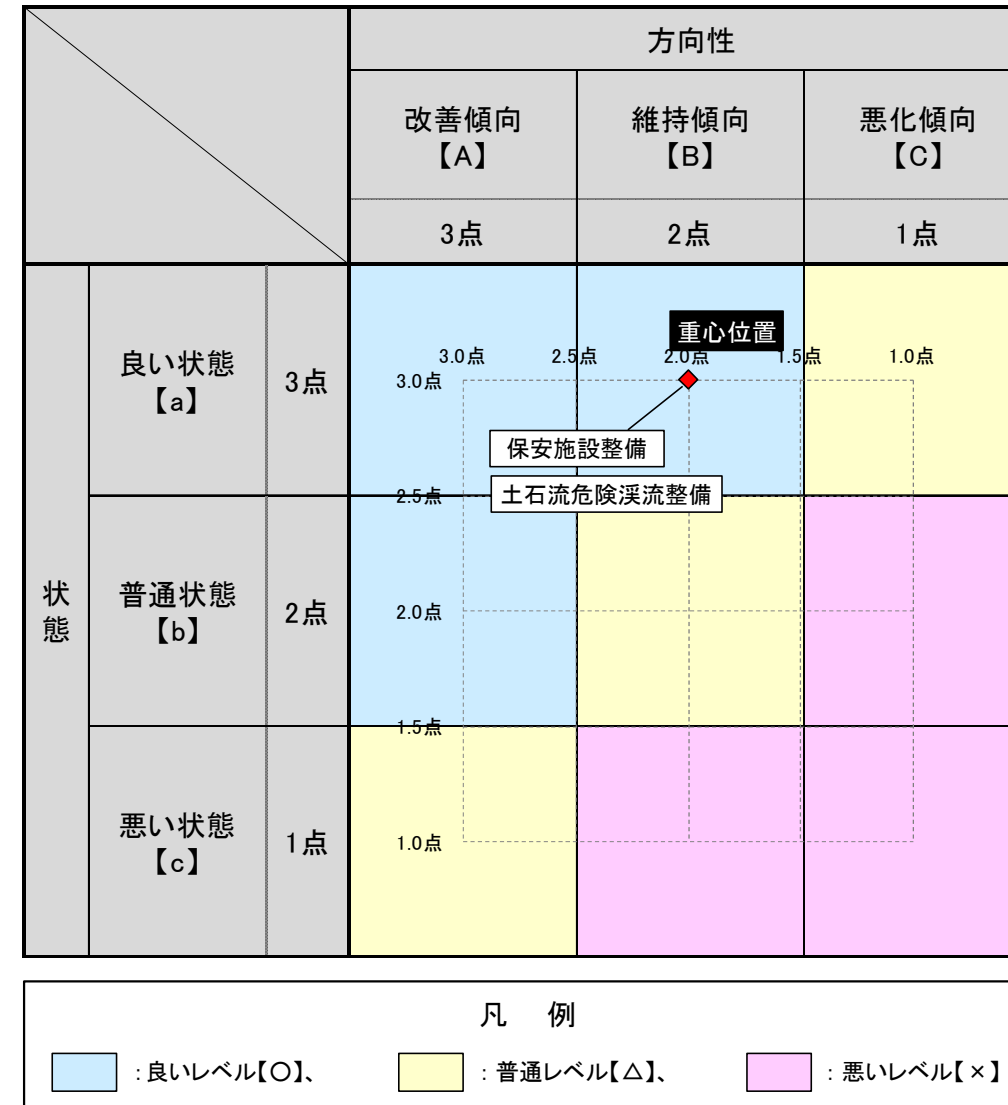 方向性
改善傾向
【A】
維持傾向
【B】
悪化傾向
【C】
3点
2点
1点
状態
良い状態
【a】
3点
普通状態
【b】
2点
悪い状態
【c】
1点
重心位置
3.0点
2.5点
2.0点
1.5点
1.0点
3.0点
保安施設整備
土石流危険渓流整備
2.5点
2.0点
1.5点
1.0点
凡 例
：良いレベル【○】、
：普通レベル【△】、
：悪いレベル【×】